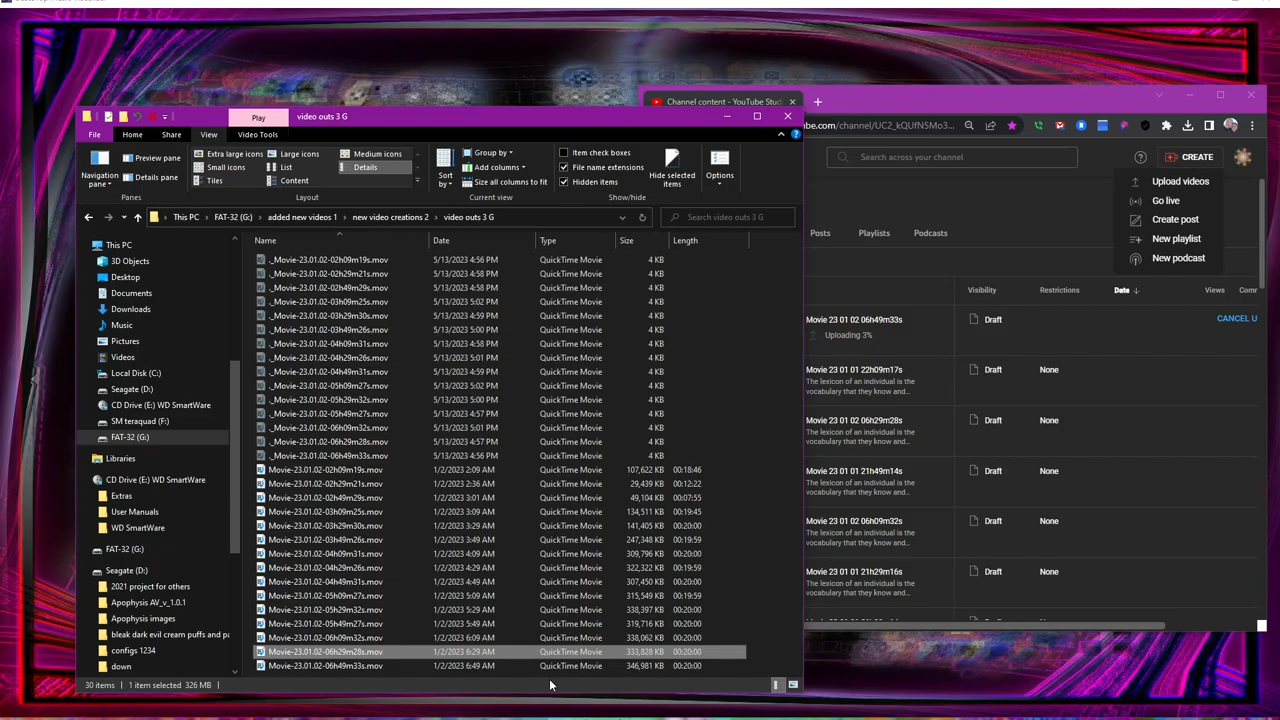 Channel content - YouTube Stud
Play
video outs 3 G
File
Home
Share
View
Video Tools
be.com/channel/UC2_kQUfN5Mo3...
Preview pane
Details pane
Navigation pane
Panes
Extra large icons
Large icons
Medium icons
Small icons
List
Details
Tiles
Content
Layout
Sort by
Group by
Add columns
Size all columns to fit
Current view
Item check boxes
File name extensions
Hidden items
Hide selected items
Show/hide
Options
Search across your channel
CREATE
Upload videos
Go live
Create post
New playlist
New podcast
This PC
FAT-32 (G:)
added new videos 1
new video creations 2
video outs 3 G
Search video outs 3 G
Posts
Playlists
Podcasts
This PC
3D Objects
Desktop
Documents
Downloads
Music
Pictures
Videos
Local Disk (C:)
Seagate (D:)
CD Drive (E:) WD SmartWare
SM teraquad (F:)
FAT-32 (G:)
Libraries
CD Drive (E:) WD SmartWare
Extras
User Manuals
WD SmartWare
FAT-32 (G:)
Seagate (D:)
2021 project for others
Apophysis AV_v_1.0.1
Apophysis images
bleak dark evil cream puffs and pa
configs 1234
down
Name Date Type Size Length
._Movie-23.01.02-02h09m19s.mov 5/13/2023 4:56 PM QuickTime Movie 4 KB
._Movie-23.01.02-02h29m21s.mov 5/13/2023 4:56 PM QuickTime Movie 4 KB
._Movie-23.01.02-02h49m29s.mov 5/13/2023 4:56 PM QuickTime Movie 4 KB
._Movie-23.01.02-03h09m25s.mov 5/13/2023 5:02 PM QuickTime Movie 4 KB
._Movie-23.01.02-03h29m30s.mov 5/13/2023 4:59 PM QuickTime Movie 4 KB
._Movie-23.01.02-03h49m26s.mov 5/13/2023 5:00 PM QuickTime Movie 4 KB
._Movie-23.01.02-04h09m31s.mov 5/13/2023 4:58 PM QuickTime Movie 4 KB
._Movie-23.01.02-04h29m26s.mov 5/13/2023 5:01 PM QuickTime Movie 4 KB
._Movie-23.01.02-04h49m31s.mov 5/13/2023 4:59 PM QuickTime Movie 4 KB
._Movie-23.01.02-05h09m27s.mov 5/13/2023 5:02 PM QuickTime Movie 4 KB
._Movie-23.01.02-05h29m32s.mov 5/13/2023 5:00 PM QuickTime Movie 4 KB
._Movie-23.01.02-05h49m27s.mov 5/13/2023 4:57 PM QuickTime Movie 4 KB
._Movie-23.01.02-06h09m32s.mov 5/13/2023 5:01 PM QuickTime Movie 4 KB
._Movie-23.01.02-06h29m28s.mov 5/13/2023 4:57 PM QuickTime Movie 4 KB
._Movie-23.01.02-06h49m33s.mov 5/13/2023 4:56 PM QuickTime Movie 4 KB
Movie-23.01.02-02h09m19s.mov 1/2/2023 2:09 AM QuickTime Movie 107,622 KB 00:18:46
Movie-23.01.02-02h29m21s.mov 1/2/2023 2:36 AM QuickTime Movie 29,439 KB 00:12:22
Movie-23.01.02-02h49m29s.mov 1/2/2023 3:01 AM QuickTime Movie 49,104 KB 00:07:55
Movie-23.01.02-03h09m25s.mov 1/2/2023 3:29 AM QuickTime Movie 134,511 KB 00:19:45
Movie-23.01.02-03h29m30s.mov 1/2/2023 3:29 AM QuickTime Movie 141,405 KB 00:20:00
Movie-23.01.02-03h49m26s.mov 1/2/2023 3:49 AM QuickTime Movie 247,348 KB 00:19:59
Movie-23.01.02-04h09m31s.mov 1/2/2023 4:09 AM QuickTime Movie 309,796 KB 00:20:00
Movie-23.01.02-04h29m26s.mov 1/2/2023 4:29 AM QuickTime Movie 322,322 KB 00:19:59
Movie-23.01.02-04h49m31s.mov 1/2/2023 4:49 AM QuickTime Movie 307,450 KB 00:20:00
Movie-23.01.02-05h09m27s.mov 1/2/2023 5:09 AM QuickTime Movie 315,549 KB 00:19:59
Movie-23.01.02-05h29m32s.mov 1/2/2023 5:29 AM QuickTime Movie 338,397 KB 00:20:00
Movie-23.01.02-05h49m27s.mov 1/2/2023 5:49 AM QuickTime Movie 319,716 KB 00:20:00
Movie-23.01.02-06h09m32s.mov 1/2/2023 6:09 AM QuickTime Movie 338,062 KB 00:20:00
Movie-23.01.02-06h29m28s.mov 1/2/2023 6:29 AM QuickTime Movie 333,828 KB 00:20:00
Movie-23.01.02-06h49m33s.mov 1/2/2023 6:49 AM QuickTime Movie 346,981 KB 00:20:00
30 items 1 item selected 326 MB
Visibility Restrictions Date Views Comr
Movie 23 01 02 06h49m33s Draft CANCEL U
Uploading 3%
Movie 23 01 01 22h09m17s Draft None
The lexicon of an individual is the
vocabulary that they know and...
Movie 23 01 02 06h29m28s Draft None
The lexicon of an individual is the
vocabulary that they know and...
Movie 23 01 01 21h49m14s Draft None
The lexicon of an individual is the
vocabulary that they know and...
Movie 23 01 02 06h09m32s Draft None
The lexicon of an individual is the
vocabulary that they know and...
Movie 23 01 01 21h29m16s Draft None
The lexicon of an individual is the
vocabulary that they know and...